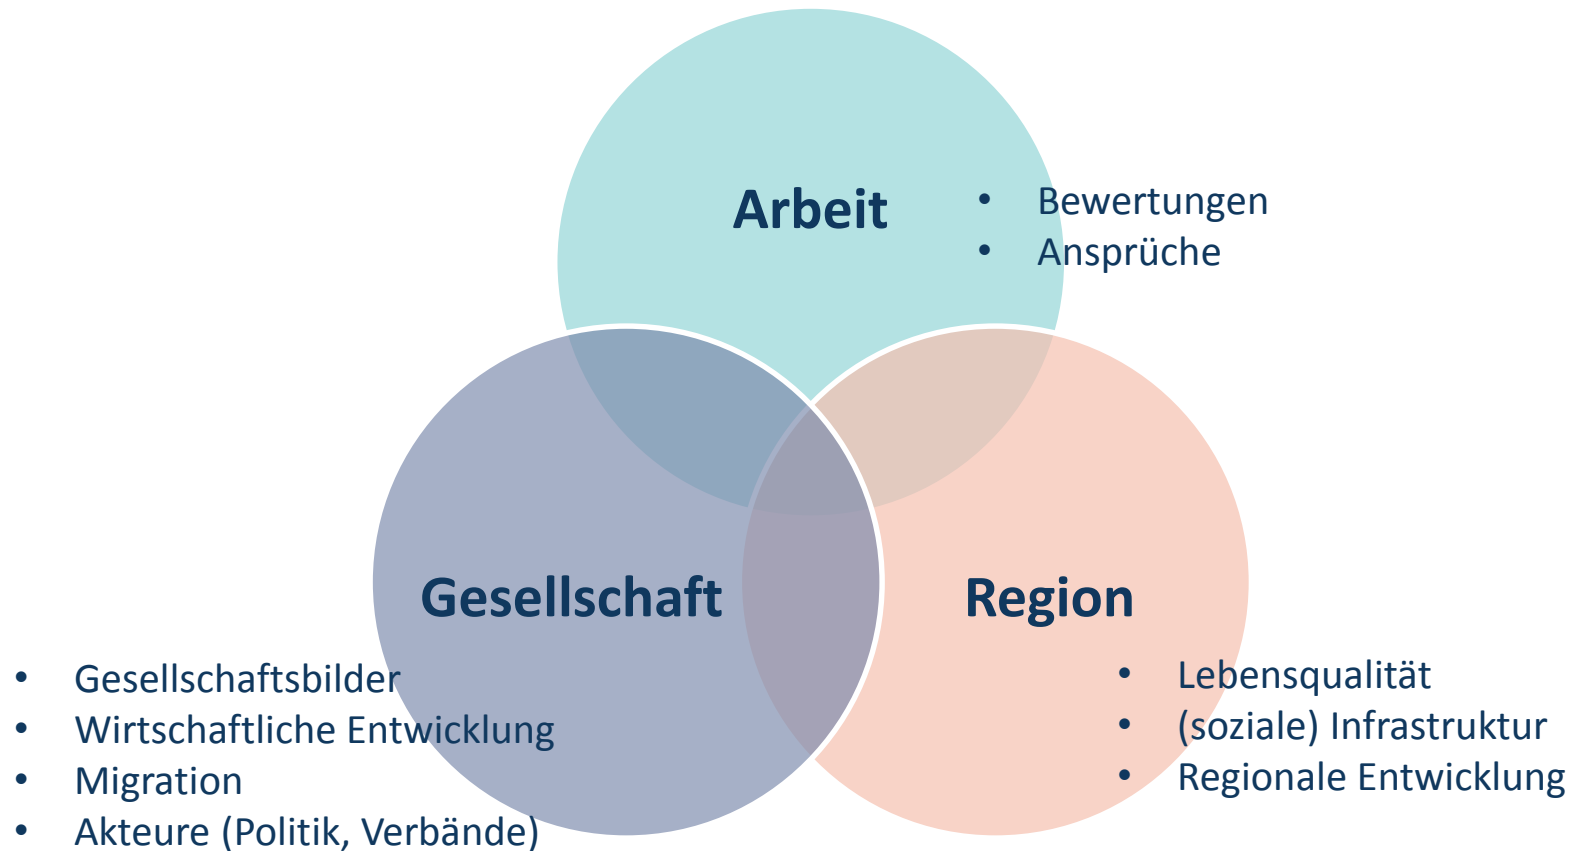 Arbeit
• Bewertungen
• Ansprüche
Gesellschaft
• Gesellschaftsbilder
• Wirtschaftliche Entwicklung
• Migration
• Akteure (Politik, Verbände)
Region
• Lebensqualität
• (soziale) Infrastruktur
• Regionale Entwicklung